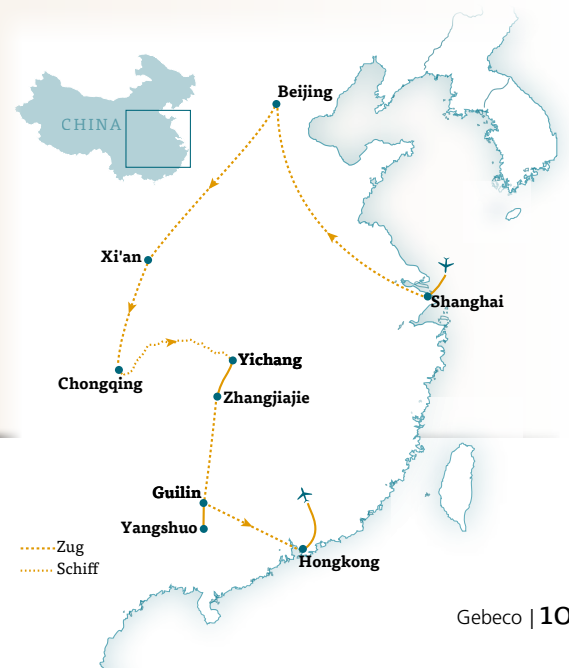 Beijing
CHINA
Xi'an
Shanghai
Yichang
Chongqing
Zhangjiajie
Guilin
Yangshuo
Zug
Hongkong
Schiff
Gebeco | 10